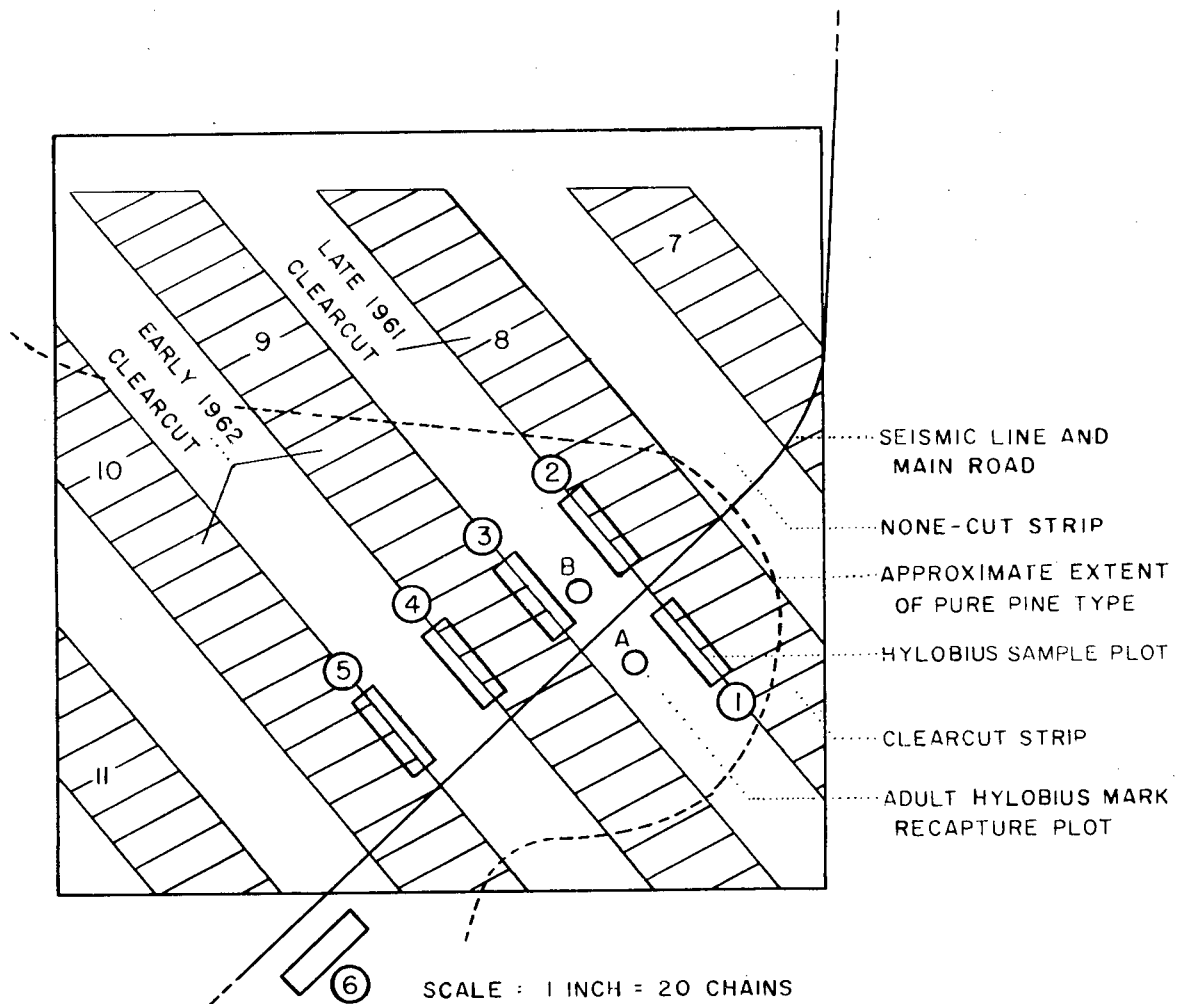 7
LATE 1961
CLEARCUT
8
9
EARLY 1962
CLEARCUT
10
11
SEISMIC LINE AND
MAIN ROAD
NONE-CUT STRIP
APPROXIMATE EXTENT
OF PURE PINE TYPE
HYLOBIUS SAMPLE PLOT
CLEARCUT STRIP
ADULT HYLOBIUS MARK
RECAPTURE PLOT
2
3
B
4
A
5
1
6
SCALE : 1 INCH = 20 CHAINS